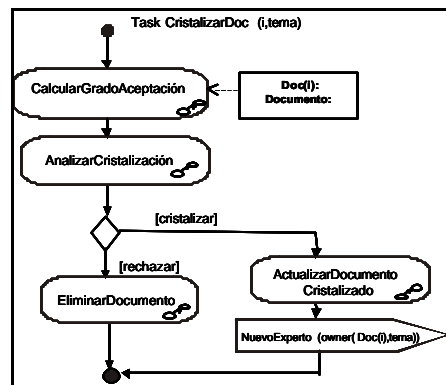 Task CristalizarDoc (i,tema)
CalcularGradoAceptación
Doc(i):
Documento:
AnalizarCristalización
[cristalizar]
[rechazar]
ActualizarDocumento
Cristalizado
EliminarDocumento
NuevoExperto (owner( Doc(i),tema))